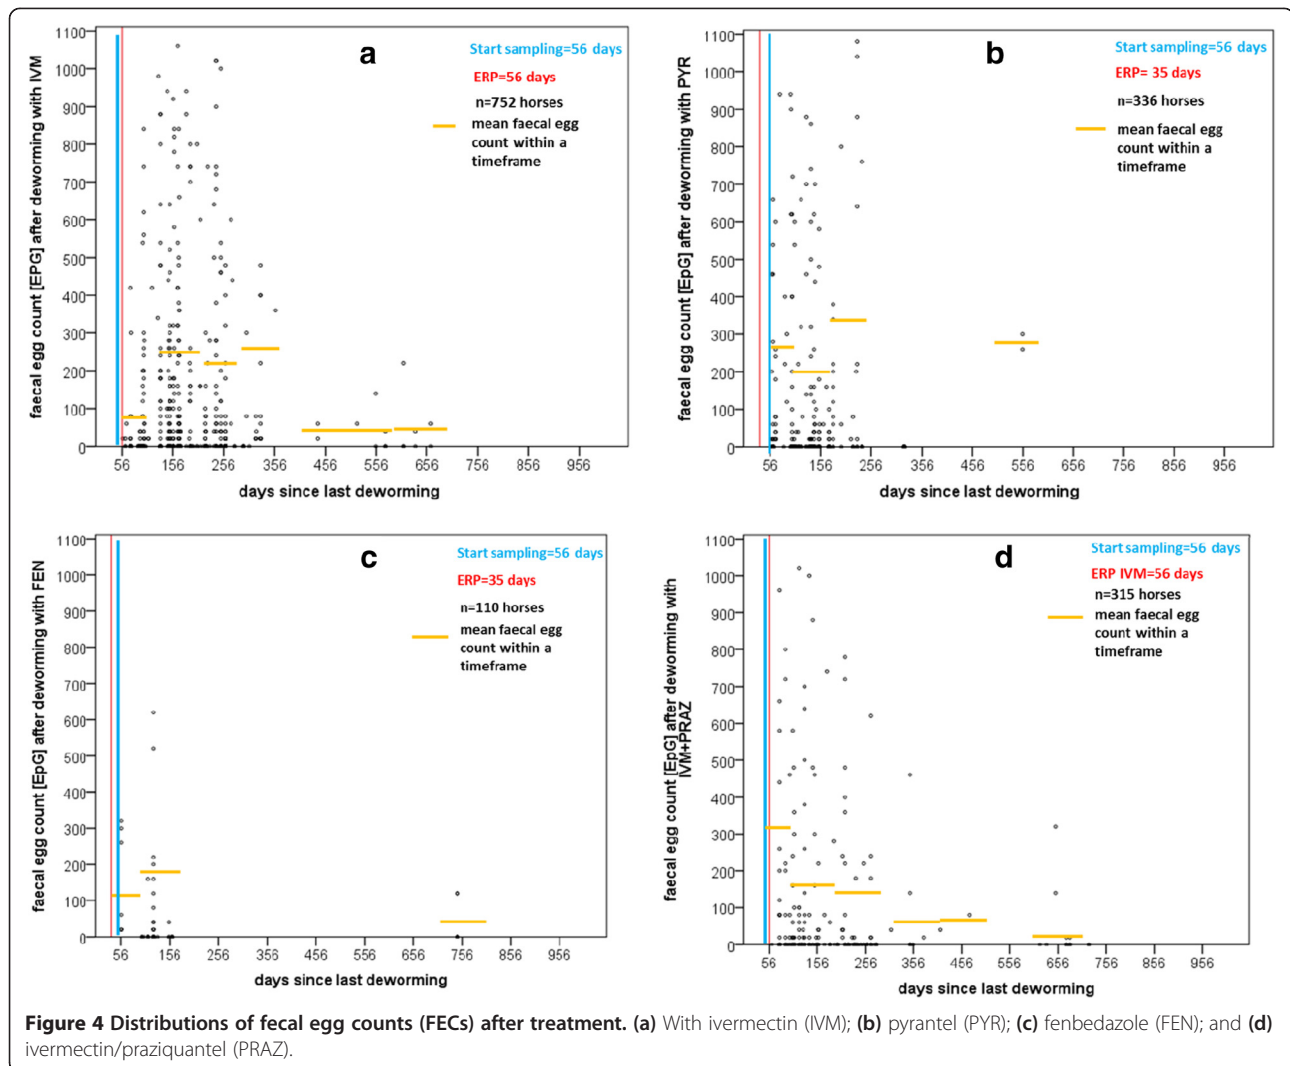 a
Start sampling=56 days
ERP=56 days
n=752 horses
mean faecal egg
count within a
timeframe
faecal egg count [EPG] after deworming with IVM
1100
1000
900
800
700
600
500
400
300
200
100
0
56 156 256 356 456 556 656 756 856 956
days since last deworming
b
Start sampling=56 days
ERP= 35 days
n=336 horses
mean faecal egg
count within a
timeframe
faecal egg count [EpG] after deworming with PYR
1100
1000
900
800
700
600
500
400
300
200
100
0
56 156 256 356 456 556 656 756 856 956
days since last deworming
c
Start sampling=56 days
ERP=35 days
n=110 horses
mean faecal egg
count within a
timeframe
faecal egg count [EpG] after deworming with FEN
1100
1000
900
800
700
600
500
400
300
200
100
0
56 156 256 356 456 556 656 756 856 956
days since last deworming
d
Start sampling=56 days
ERP IVM=56 days
n=315 horses
mean faecal egg
count within a
timeframe
faecal egg count [EpG] after deworming with
IVM+PRAZ
1100
1000
900
800
700
600
500
400
300
200
100
0
56 156 256 356 456 556 656 756 856 956
days since last deworming
Figure 4 Distributions of fecal egg counts (FECs) after treatment. (a) With ivermectin (IVM); (b) pyrantel (PYR); (c) fenbedazole (FEN); and (d)
ivermectin/praziquantel (PRAZ).